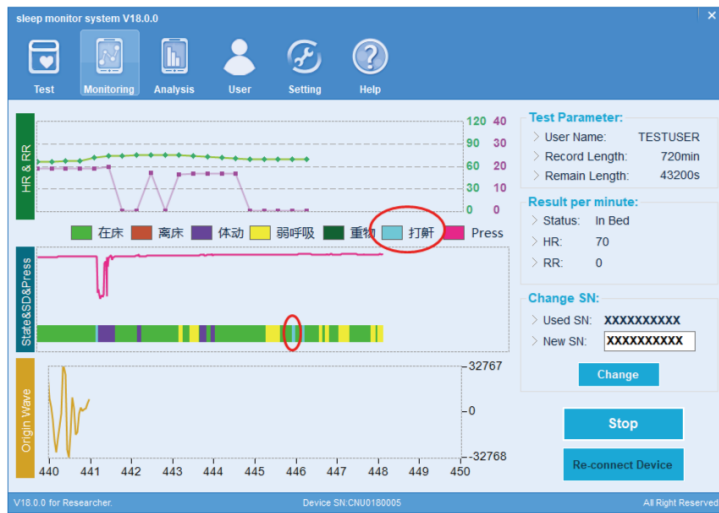 sleep monitor system V18.0.0
×
Test Monitoring Analysis User Setting Help
HR & RR
120 40
90 30
60 20
30 10
0 0
在床 离床 体动 弱呼吸 重物 打鼾 Press
State&SD&Press
Origin Wave
32767
0
-32768
440 441 442 443 444 445 446 447 448 449 450
Test Parameter:
> User Name: TESTUSER
> Record Length: 720min
> Remain Length: 43200s
Result per minute:
> Status: In Bed
> HR: 70
> RR: 0
Change SN:
> Used SN: XXXXXXXXXX
> New SN: XXXXXXXXXX
Change
Stop
Re-connect Device
V18.0.0 for Researcher. Device SN:CNU0180005 All Right Reserved